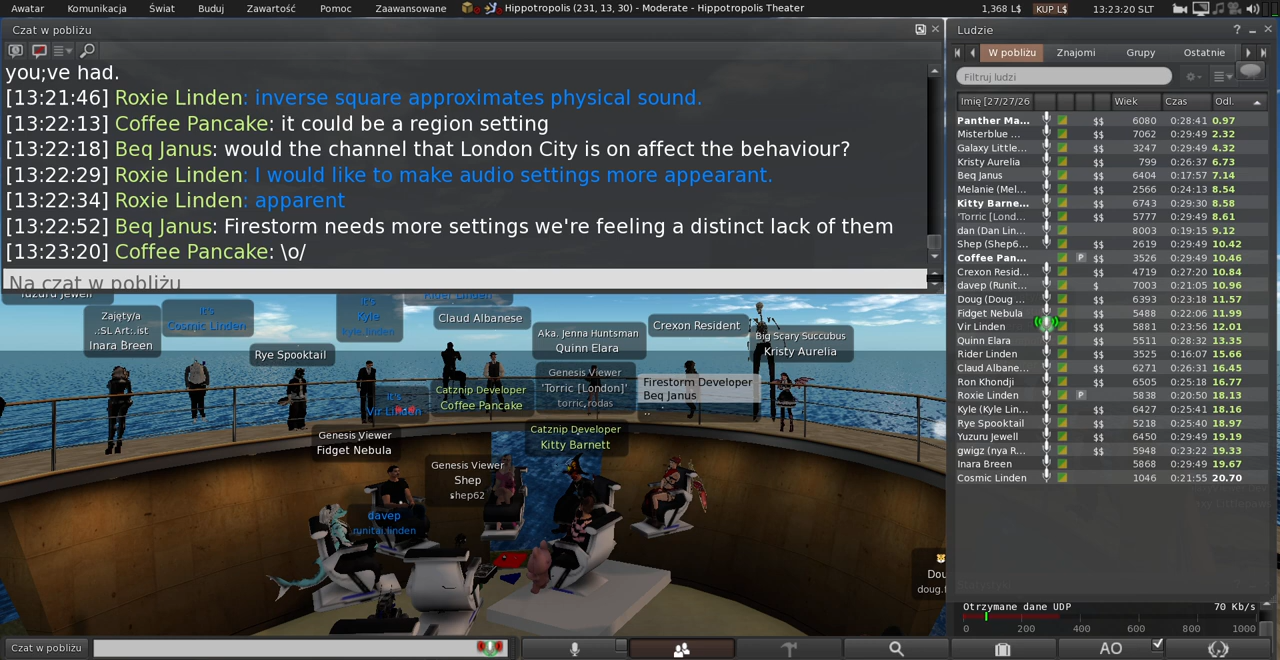 Awatar Komunikacja Świat Buduj Zawartość Pomoc Zaawansowane Hippotropolis (231, 13, 30) - Moderate - Hippotropolis Theater 1,368 L$ KUP L$ 13:23:20 SLT
Czat w pobliżu
you;ve had.
[13:21:46] Roxie Linden: inverse square approximates physical sound.
[13:22:13] Coffee Pancake: it could be a region setting
[13:22:18] Beq Janus: would the channel that London City is on affect the behaviour?
[13:22:29] Roxie Linden: I would like to make audio settings more appearant.
[13:22:34] Roxie Linden: apparent
[13:22:52] Beq Janus: Firestorm needs more settings we're feeling a distinct lack of them
[13:23:20] Coffee Pancake: \o/
Na czat w pobliżu
Yuzuru Jewell
Zajęty/a
.:SL Art:.ist
Inara Breen
It's
Cosmic Linden
It's
Kyle
kyle.linden
Rider Linden
Claud Albanese
Rye Spooktail
Aka. Jenna Huntsman
Quinn Elara
Crexon Resident
Big Scary Succubus
Kristy Aurelia
It's
Vir Linden
Catznip Developer
Coffee Pancake
Genesis Viewer
'Torric [London]'
torric.rodas
Firestorm Developer
Beq Janus
..
Genesis Viewer
Fidget Nebula
Catznip Developer
Kitty Barnett
Genesis Viewer
Shep
shep62
davep
runitai.linden
Dou
doug.
Ludzie
W pobliżu Znajomi Grupy Ostatnie
Filtruj ludzi
Imię [27/27/26 Wiek Czas Odl.
Panther Ma... $$ 6080 0:28:41 0.97
Misterblue ... $$ 7062 0:29:49 2.32
Galaxy Little... $$ 3247 0:29:49 4.32
Kristy Aurelia $$ 799 0:26:37 6.73
Beq Janus $$ 6404 0:17:57 7.14
Melanie (Mel... $$ 2566 0:24:13 8.54
Kitty Barne... $$ 6743 0:29:30 8.58
'Torric [Lond... $$ 5777 0:29:49 8.61
dan (Dan Lin... 8003 0:19:15 9.12
Shep (Shep6... $$ 2619 0:29:49 10.42
Coffee Pan... P $$ 3526 0:29:49 10.46
Crexon Resid... $$ 4719 0:27:20 10.84
davep (Runit... $ 7003 0:21:05 10.96
Doug (Doug ... $$ 6393 0:23:18 11.57
Fidget Nebula $$ 5488 0:22:06 11.99
Vir Linden $$ 5881 0:23:56 12.01
Quinn Elara $$ 5511 0:28:32 13.35
Rider Linden $$ 3525 0:16:07 15.66
Claud Albane... $$ 6271 0:26:31 16.45
Ron Khondji $$ 6505 0:25:18 16.77
Roxie Linden P 5838 0:20:50 18.13
Kyle (Kyle Lin... $$ 6427 0:25:41 18.16
Rye Spooktail $$ 5218 0:25:40 18.97
Yuzuru Jewell $$ 6450 0:29:49 19.19
gwigz (nya R... $$ 5948 0:23:22 19.33
Inara Breen 5868 0:29:49 19.67
Cosmic Linden 1046 0:21:55 20.70
Otrzymane dane UDP 70 Kb/s
0 200 400 600 800 1000
Czat w pobliżu AO